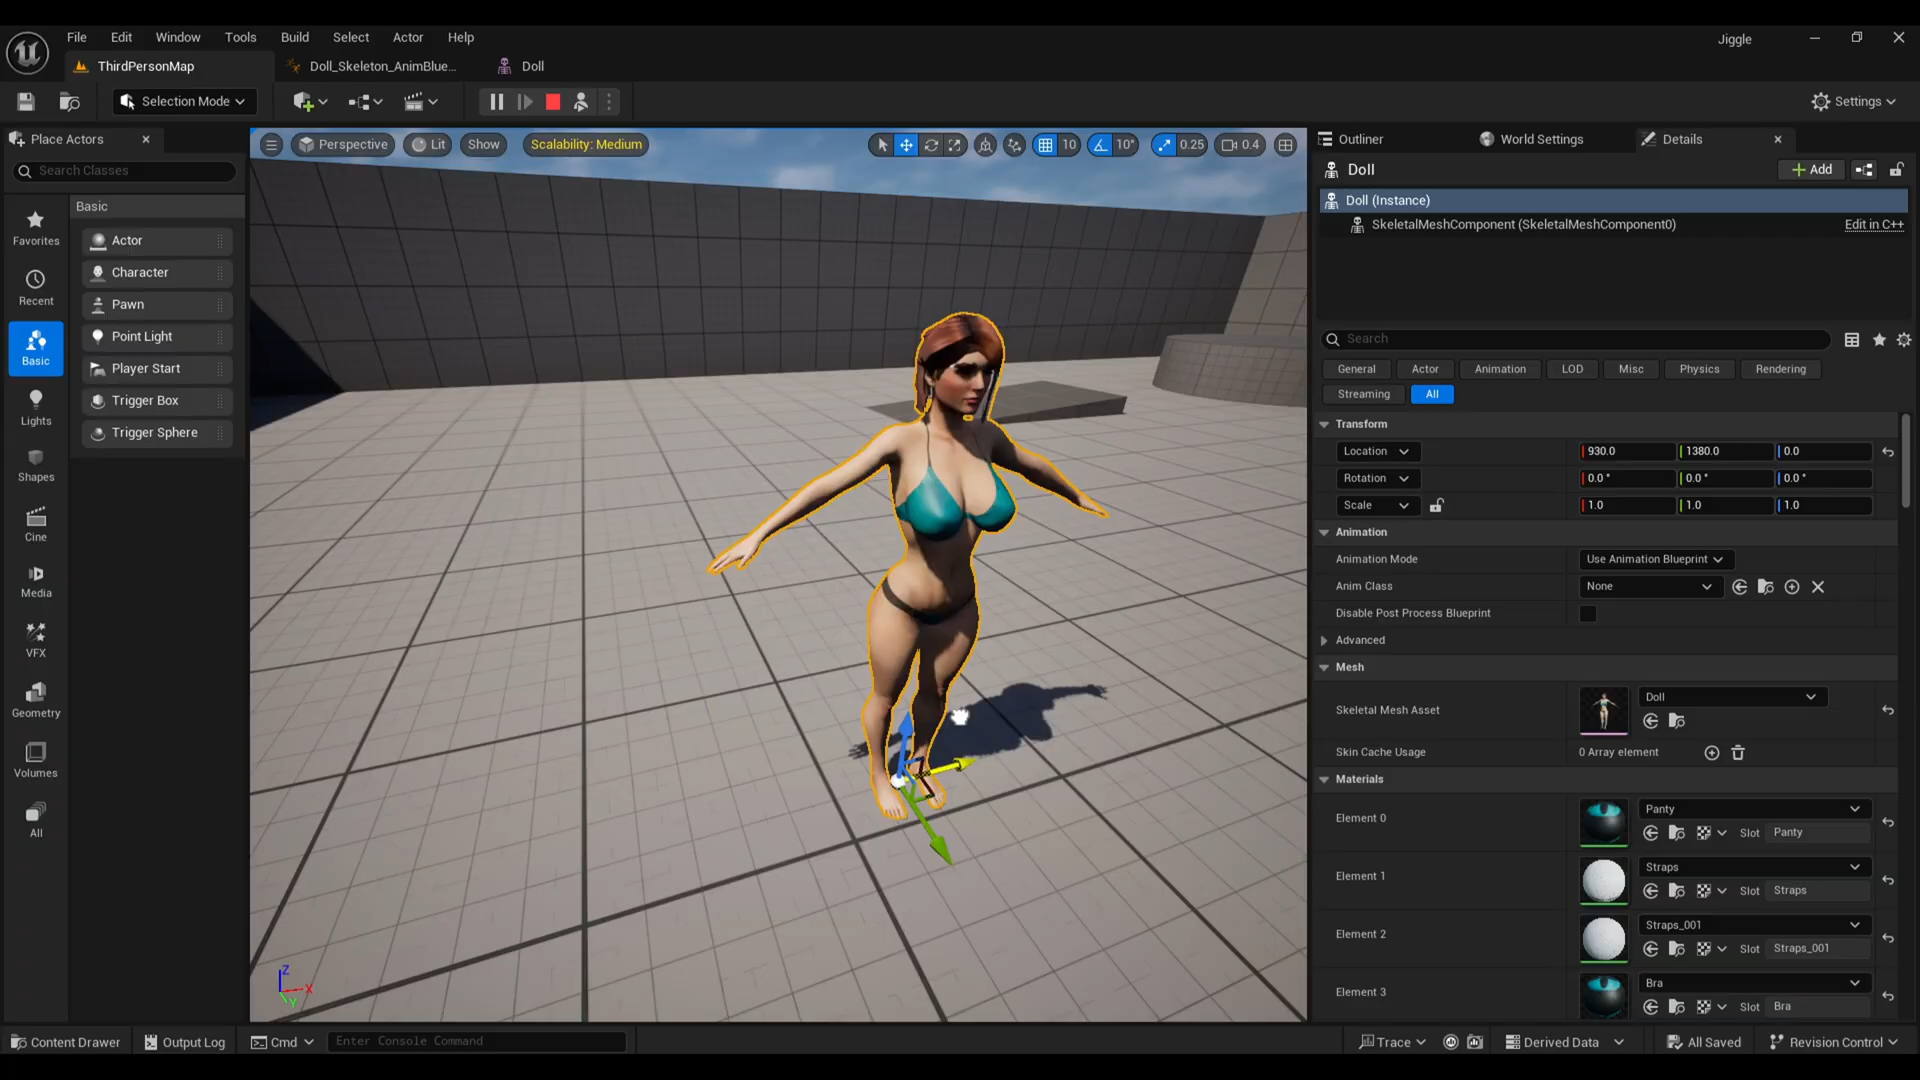 File Edit Window Tools Build Select Actor Help
Jiggle
ThirdPersonMap
Doll_Skeleton_AnimBlue...
Doll
Selection Mode
Settings
Place Actors
Search Classes
Favorites
Recent
Basic
Lights
Shapes
Cine
Media
VFX
Geometry
Volumes
All
Basic
Actor
Character
Pawn
Point Light
Player Start
Trigger Box
Trigger Sphere
Perspective
Lit
Show
Scalability: Medium
10
10°
0.25
0.4
Z
X
Y
Outliner
World Settings
Details
Doll
Add
Doll (Instance)
SkeletalMeshComponent (SkeletalMeshComponent0)
Edit in C++
Search
General Actor Animation LOD Misc Physics Rendering
Streaming All
Transform
Location 930.0 1380.0 0.0
Rotation 0.0 ° 0.0 ° 0.0 °
Scale 1.0 1.0 1.0
Animation
Animation Mode Use Animation Blueprint
Anim Class None
Disable Post Process Blueprint
Advanced
Mesh
Skeletal Mesh Asset Doll
Skin Cache Usage 0 Array element
Materials
Element 0 Panty
Slot Panty
Element 1 Straps
Slot Straps
Element 2 Straps_001
Slot Straps_001
Element 3 Bra
Slot Bra
Content Drawer
Output Log
Cmd
Enter Console Command
Trace
Derived Data
All Saved
Revision Control